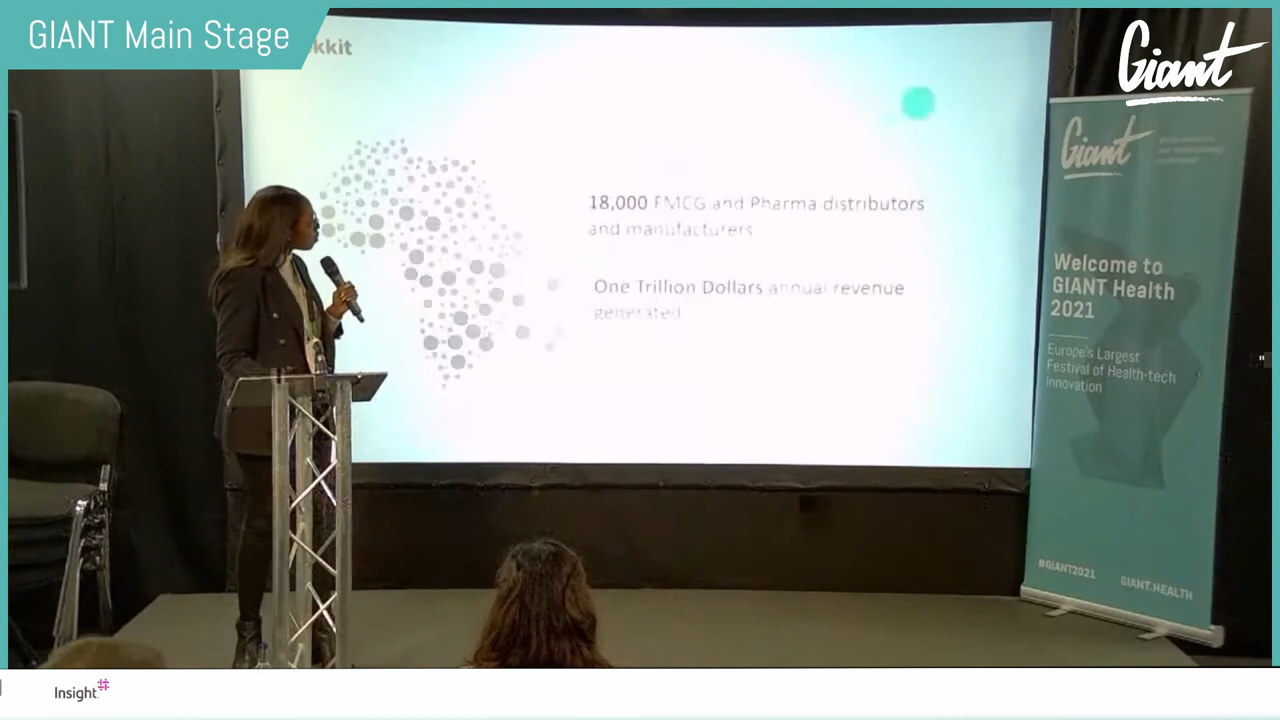 GIANT Main Stage
kkit
Giant
18,000 FMCG and Pharma distributors
and manufacturers
One Trillion Dollars annual revenue
generated
Giant
Welcome to
GIANT Health
2021
Europe's Largest
Festival of Health-tech
Innovation
#GIANT2021
GIANT.HEALTH
Insight